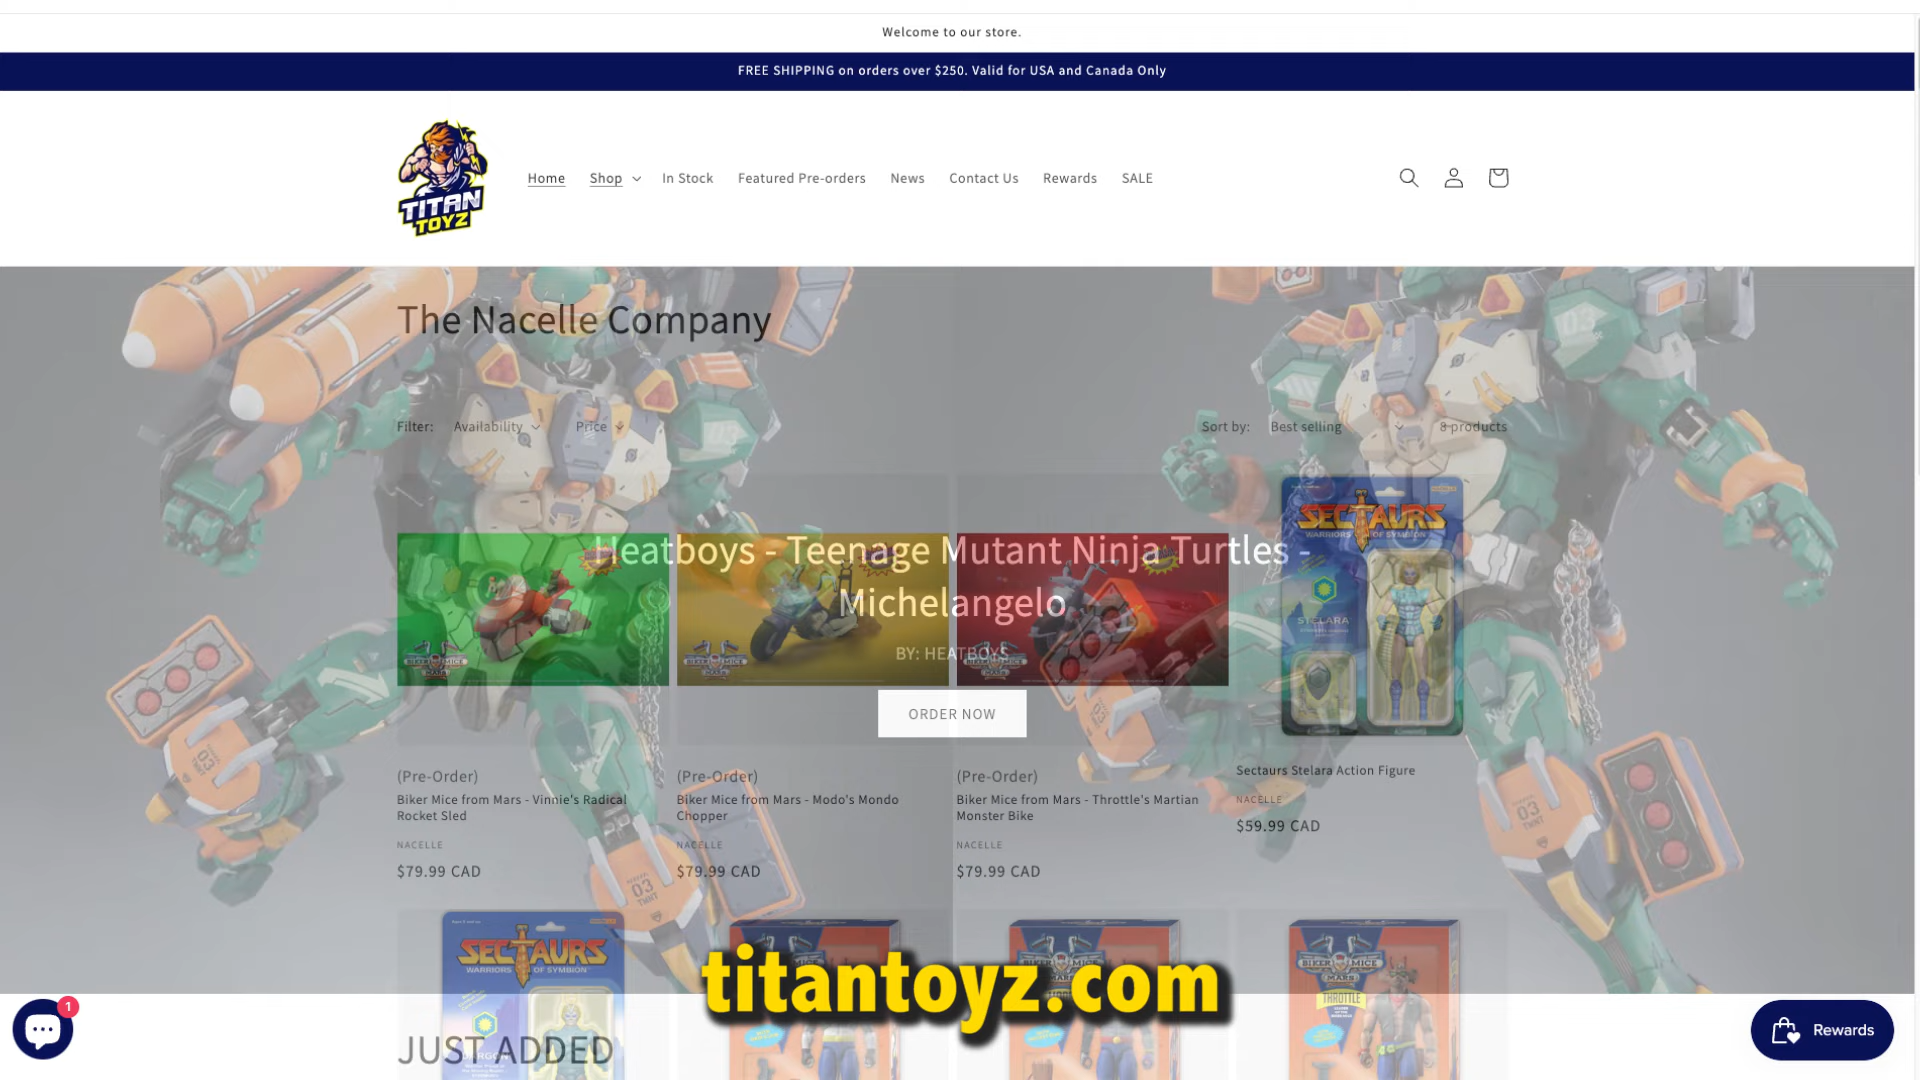 Welcome to our store.
FREE SHIPPING on orders over $250. Valid for USA and Canada Only
TITAN
TOYZ
Home
Shop
In Stock
Featured Pre-orders
News
Contact Us
Rewards
SALE
The Nacelle Company
Filter:
Availability
Price
Sort by:
Best selling
8 products
SECTAURS
WARRIORS OF SYMBION
STELARA
Heatboys - Teenage Mutant Ninja Turtles -
Michelangelo
BY: HEATBOYS
ORDER NOW
(Pre-Order)
Biker Mice from Mars - Vinnie's Radical
Rocket Sled
NACELLE
$79.99 CAD
(Pre-Order)
Biker Mice from Mars - Modo's Mondo
Chopper
NACELLE
$79.99 CAD
(Pre-Order)
Biker Mice from Mars - Throttle's Martian
Monster Bike
NACELLE
$79.99 CAD
Sectaurs Stelara Action Figure
NACELLE
$59.99 CAD
SECTAURS
WARRIORS OF SYMBION
THROTTLE
titantoyz.com
JUST ADDED
1
Rewards